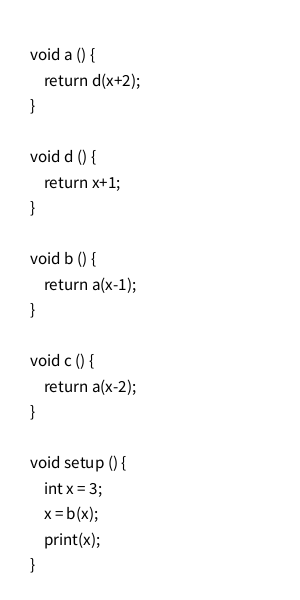 void a () {
return d(x+2);
}
void d () {
return x+1;
}
void b () {
return a(x-1);
}
void c () {
return a(x-2);
}
void setup () {
int x = 3;
x = b(x);
print(x);
}